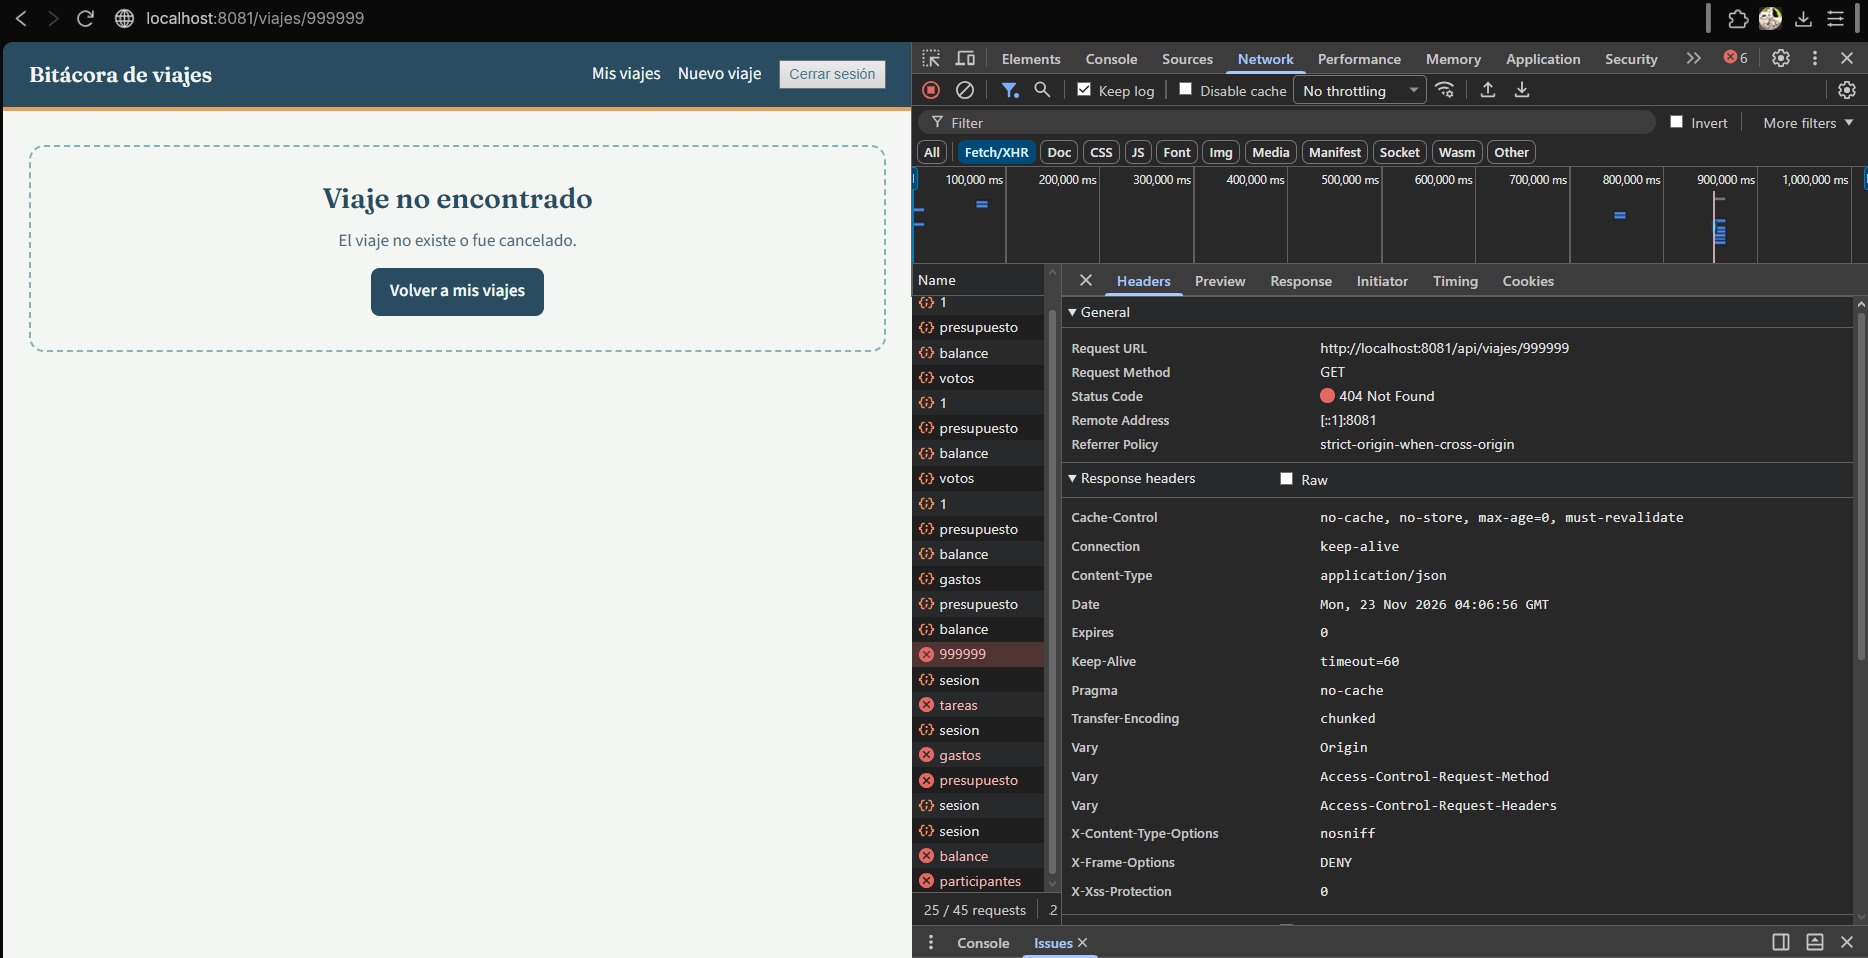 localhost:8081/viajes/999999
Bitácora de viajes
Mis viajes
Nuevo viaje
Cerrar sesión
Viaje no encontrado
El viaje no existe o fue cancelado.
Volver a mis viajes
Elements
Console
Sources
Network
Performance
Memory
Application
Security
6
Keep log
Disable cache
No throttling
Filter
Invert
More filters
All
Fetch/XHR
Doc
CSS
JS
Font
Img
Media
Manifest
Socket
Wasm
Other
100,000 ms
200,000 ms
300,000 ms
400,000 ms
500,000 ms
600,000 ms
700,000 ms
800,000 ms
900,000 ms
1,000,000 ms
Name
1
presupuesto
balance
votos
1
presupuesto
balance
votos
1
presupuesto
balance
gastos
presupuesto
balance
999999
sesion
tareas
sesion
gastos
presupuesto
sesion
sesion
balance
participantes
25 / 45 requests
2
Headers
Preview
Response
Initiator
Timing
Cookies
General
Request URL http://localhost:8081/api/viajes/999999
Request Method GET
Status Code 404 Not Found
Remote Address [::1]:8081
Referrer Policy strict-origin-when-cross-origin
Response headers
Raw
Cache-Control no-cache, no-store, max-age=0, must-revalidate
Connection keep-alive
Content-Type application/json
Date Mon, 23 Nov 2026 04:06:56 GMT
Expires 0
Keep-Alive timeout=60
Pragma no-cache
Transfer-Encoding chunked
Vary Origin
Vary Access-Control-Request-Method
Vary Access-Control-Request-Headers
X-Content-Type-Options nosniff
X-Frame-Options DENY
X-Xss-Protection 0
Console
Issues